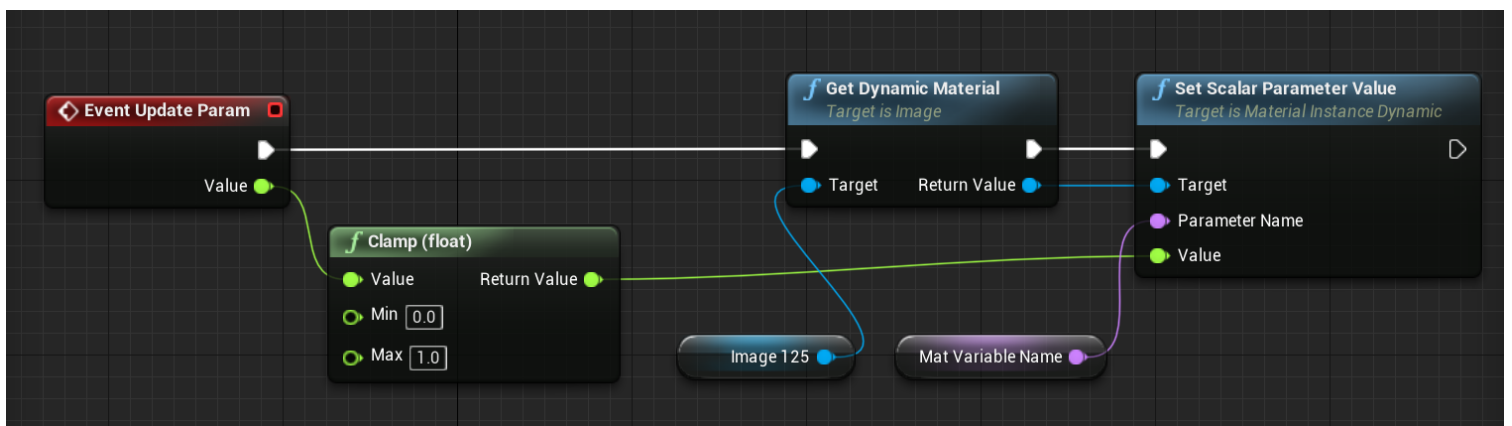 Event Update Param
Value
Clamp (float)
Value
Return Value
Min 0.0
Max 1.0
Get Dynamic Material
Target is Image
Target
Return Value
Image 125
Mat Variable Name
Set Scalar Parameter Value
Target is Material Instance Dynamic
Target
Parameter Name
Value